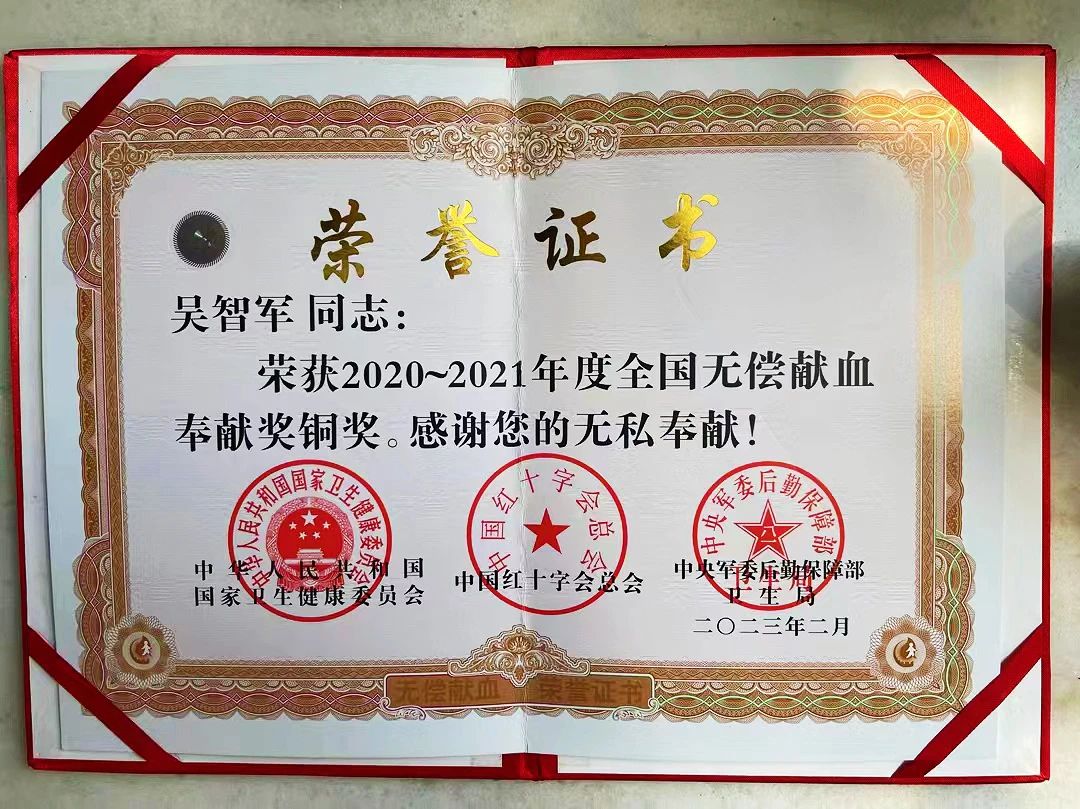 荣誉证书
吴智军 同志：
荣获2020~2021年度全国无偿献血
奉献奖铜奖。感谢您的无私奉献！
中华人民共和国国家卫生健康委员会
中国红十字会总会
中央军委后勤保障部
卫生局
中华人民共和国
国家卫生健康委员会
中国红十字会总会
中央军委后勤保障部
卫生局
二〇二三年二月
无偿献血 荣誉证书